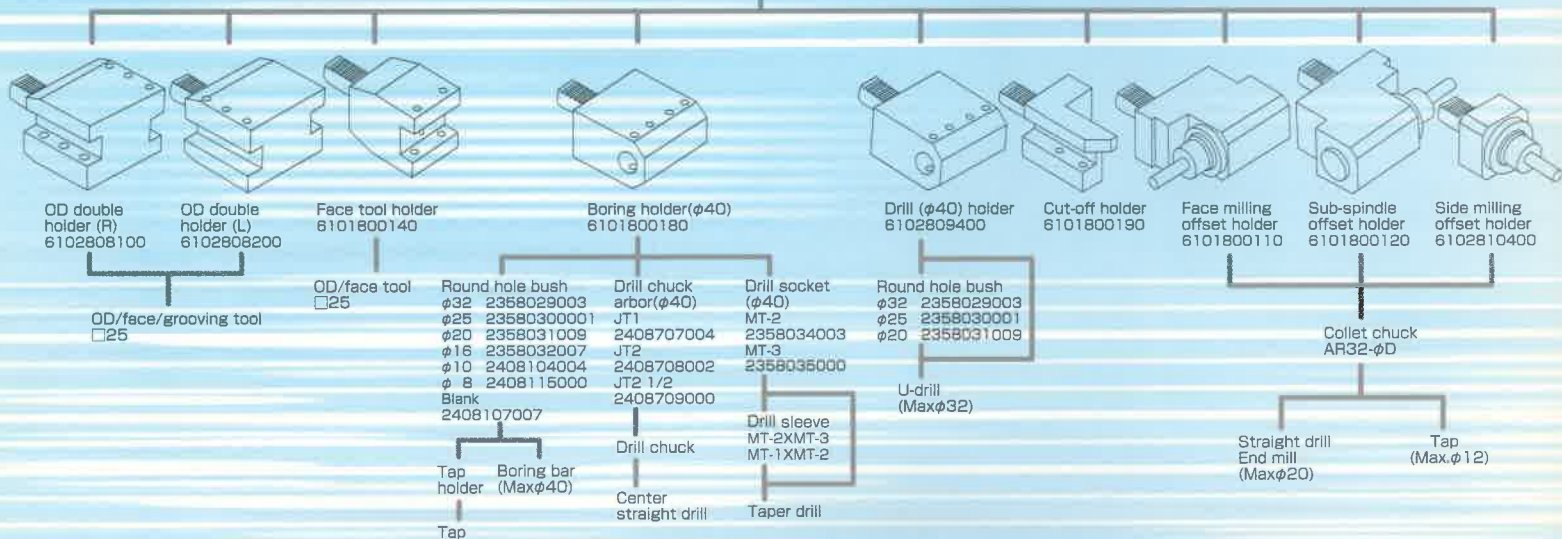 OD double
holder (R)
6102808100
OD double
holder (L)
6102808200
OD/face/grooving tool
□25
Face tool holder
6101800140
OD/face tool
□25
Boring holder(φ40)
6101800180
Round hole bush
φ32 2358029003
φ25 23580300001
φ20 2358031009
φ16 2358032007
φ10 2408104004
φ 8 2408115000
Blank
2408107007
Tap
holder
Tap
Boring bar
(Maxφ40)
Drill chuck
arbor(φ40)
JT1
2408707004
JT2
2408708002
JT2 1/2
2408709000
Drill chuck
Center
straight drill
Drill socket
(φ40)
MT-2
2358034003
MT-3
2358035000
Drill sleeve
MT-2XMT-3
MT-1XMT-2
Taper drill
Drill (φ40) holder
6102809400
Round hole bush
φ32 2358029003
φ25 2358030001
φ20 2358031009
U-drill
(Maxφ32)
Cut-off holder
6101800190
Face milling
offset holder
6101800110
Sub-spindle
offset holder
6101800120
Side milling
offset holder
6102810400
Collet chuck
AR32-φD
Straight drill
End mill
(Maxφ20)
Tap
(Max.φ12)